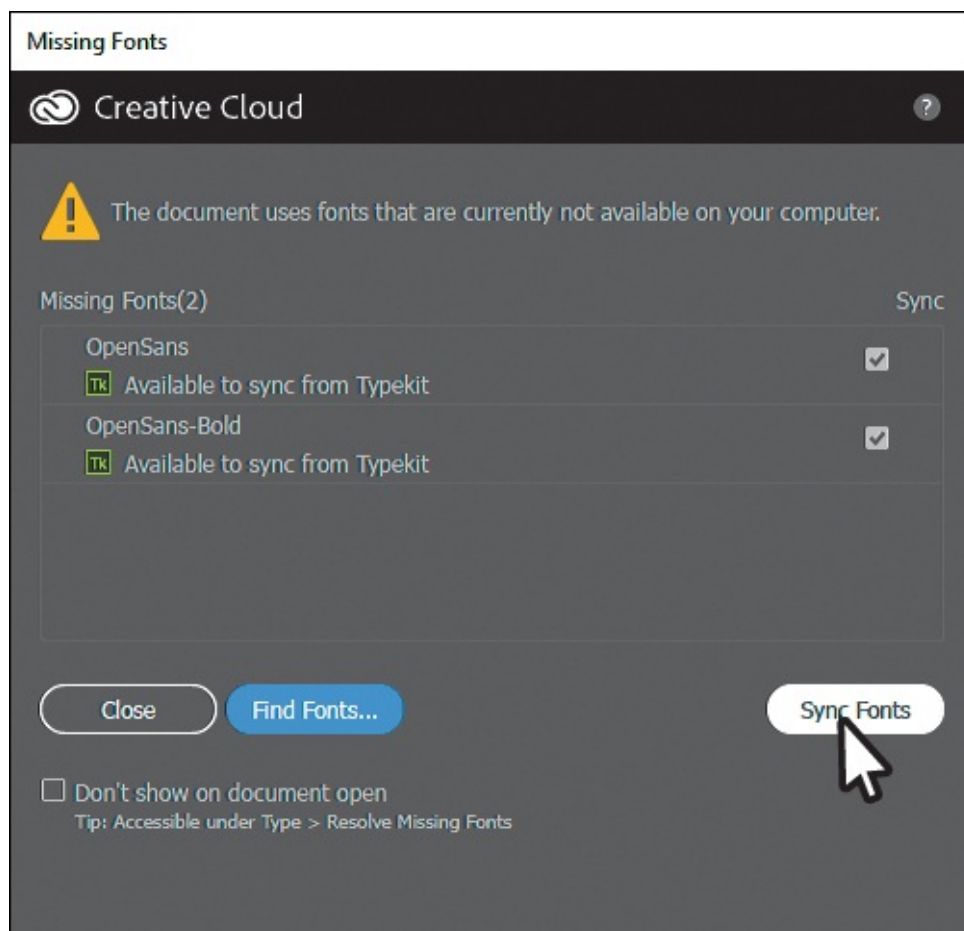 Missing Fonts
Creative Cloud ?
The document uses fonts that are currently not available on your computer.
Missing Fonts(2) Sync
OpenSans
Tk Available to sync from Typekit
OpenSans-Bold
Tk Available to sync from Typekit
Close Find Fonts... Sync Fonts
Don't show on document open
Tip: Accessible under Type > Resolve Missing Fonts